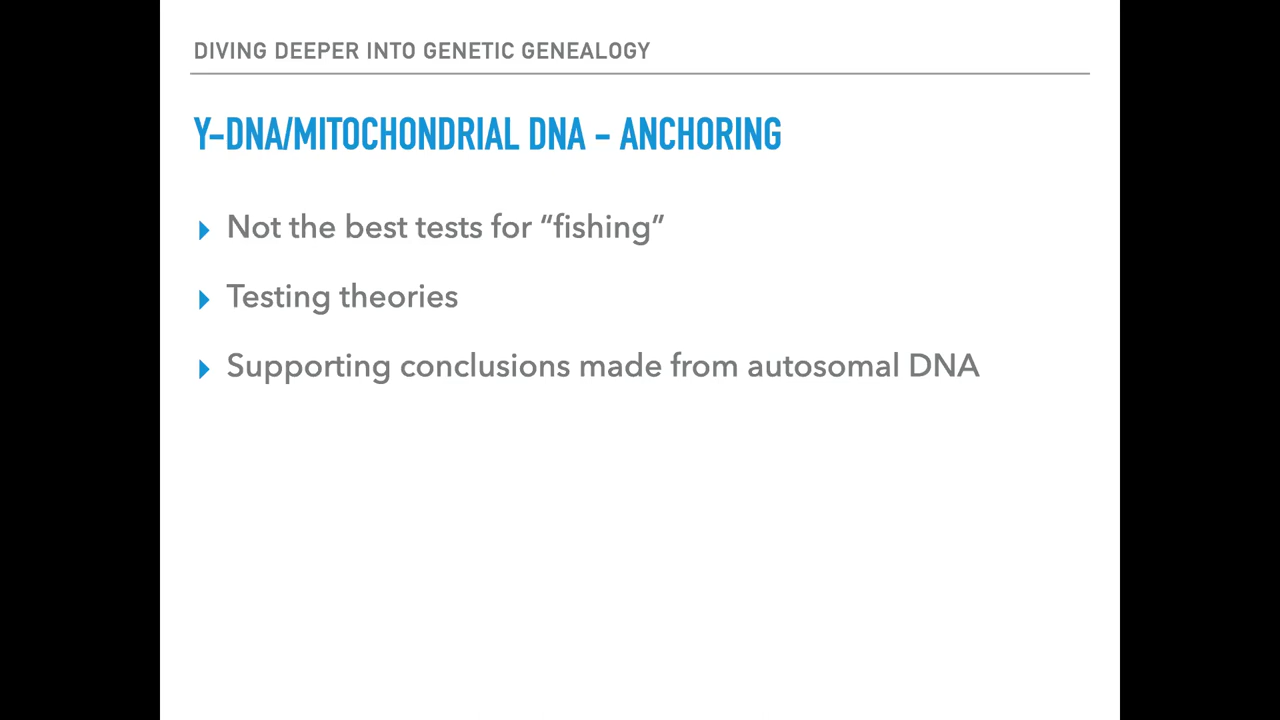 DIVING DEEPER INTO GENETIC GENEALOGY
Y-DNA/MITOCHONDRIAL DNA - ANCHORING
Not the best tests for “fishing”
Testing theories
Supporting conclusions made from autosomal DNA